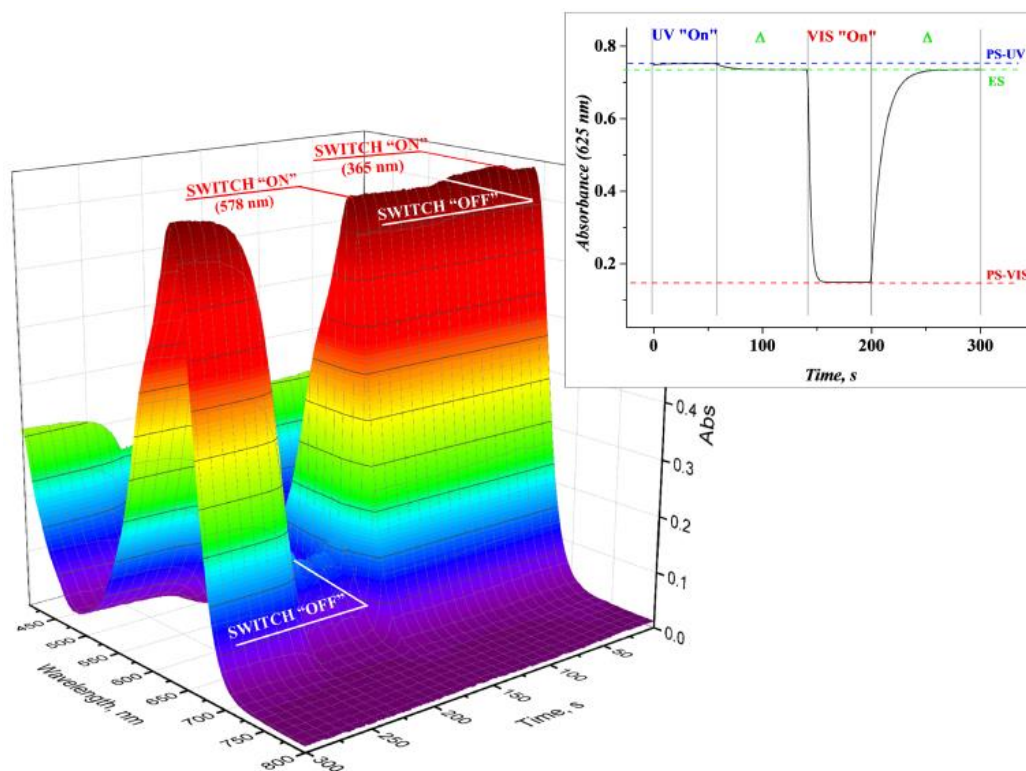 UV "On"
Δ
VIS "On"
Δ
0.8
0.6
0.4
0.2
PS-UV
ES
PS-VIS
Absorbance (625 nm)
0
100
200
300
Time, s
SWITCH “ON”
(365 nm)
SWITCH “ON”
(578 nm)
SWITCH “OFF”
SWITCH “OFF”
0.4
0.3
0.2
0.1
0.0
Abs
450
500
550
600
650
700
750
800
Wavelength, nm
50
100
150
200
250
300
Time, s